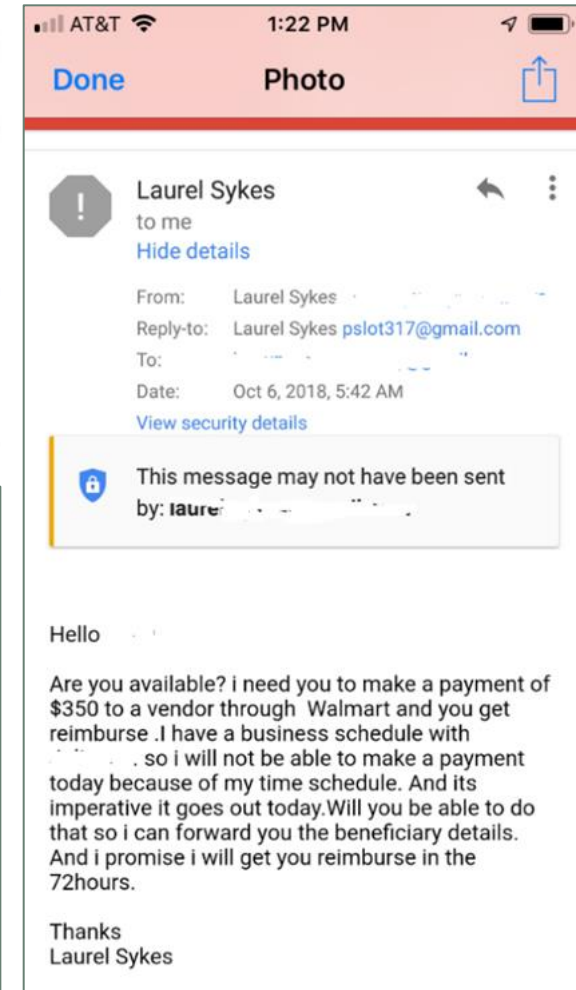 AT&T 1:22 PM
Done Photo
!
Laurel Sykes
to me
Hide details
From: Laurel Sykes
Reply-to: Laurel Sykes pslot317@gmail.com
To:
Date: Oct 6, 2018, 5:42 AM
View security details
This message may not have been sent
by:
Hello
Are you available? i need you to make a payment of
$350 to a vendor through Walmart and you get
reimburse .I have a business schedule with
. so i will not be able to make a payment
today because of my time schedule. And its
imperative it goes out today.Will you be able to do
that so i can forward you the beneficiary details.
And i promise i will get you reimburse in the
72hours.
Thanks
Laurel Sykes